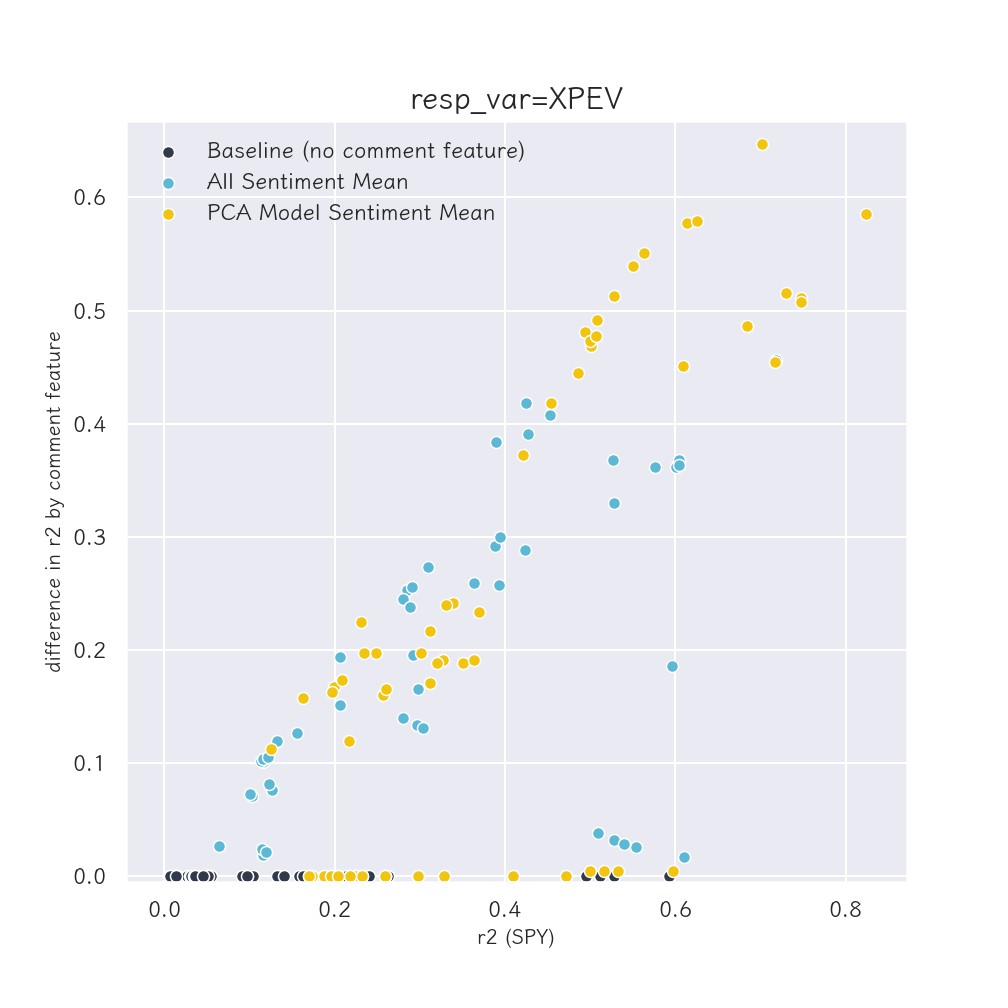 resp_var=XPEV
Baseline (no comment feature)
All Sentiment Mean
PCA Model Sentiment Mean
difference in r2 by comment feature
0.6
0.5
0.4
0.3
0.2
0.1
0.0
0.0 0.2 0.4 0.6 0.8
r2 (SPY)